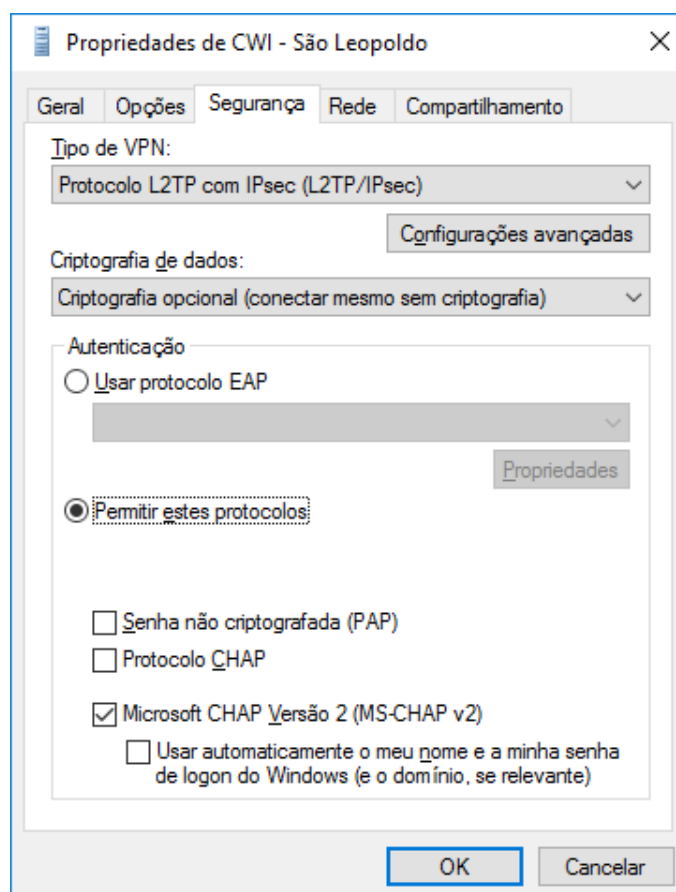 Propriedades de CWI - São Leopoldo
Geral Opções Segurança Rede Compartilhamento
Tipo de VPN:
Protocolo L2TP com IPsec (L2TP/IPsec)
Configurações avançadas
Criptografia de dados:
Criptografia opcional (conectar mesmo sem criptografia)
Autenticação
Usar protocolo EAP
Propriedades
Permitir estes protocolos
Senha não criptografada (PAP)
Protocolo CHAP
Microsoft CHAP Versão 2 (MS-CHAP v2)
Usar automaticamente o meu nome e a minha senha
de logon do Windows (e o domínio, se relevante)
OK Cancelar